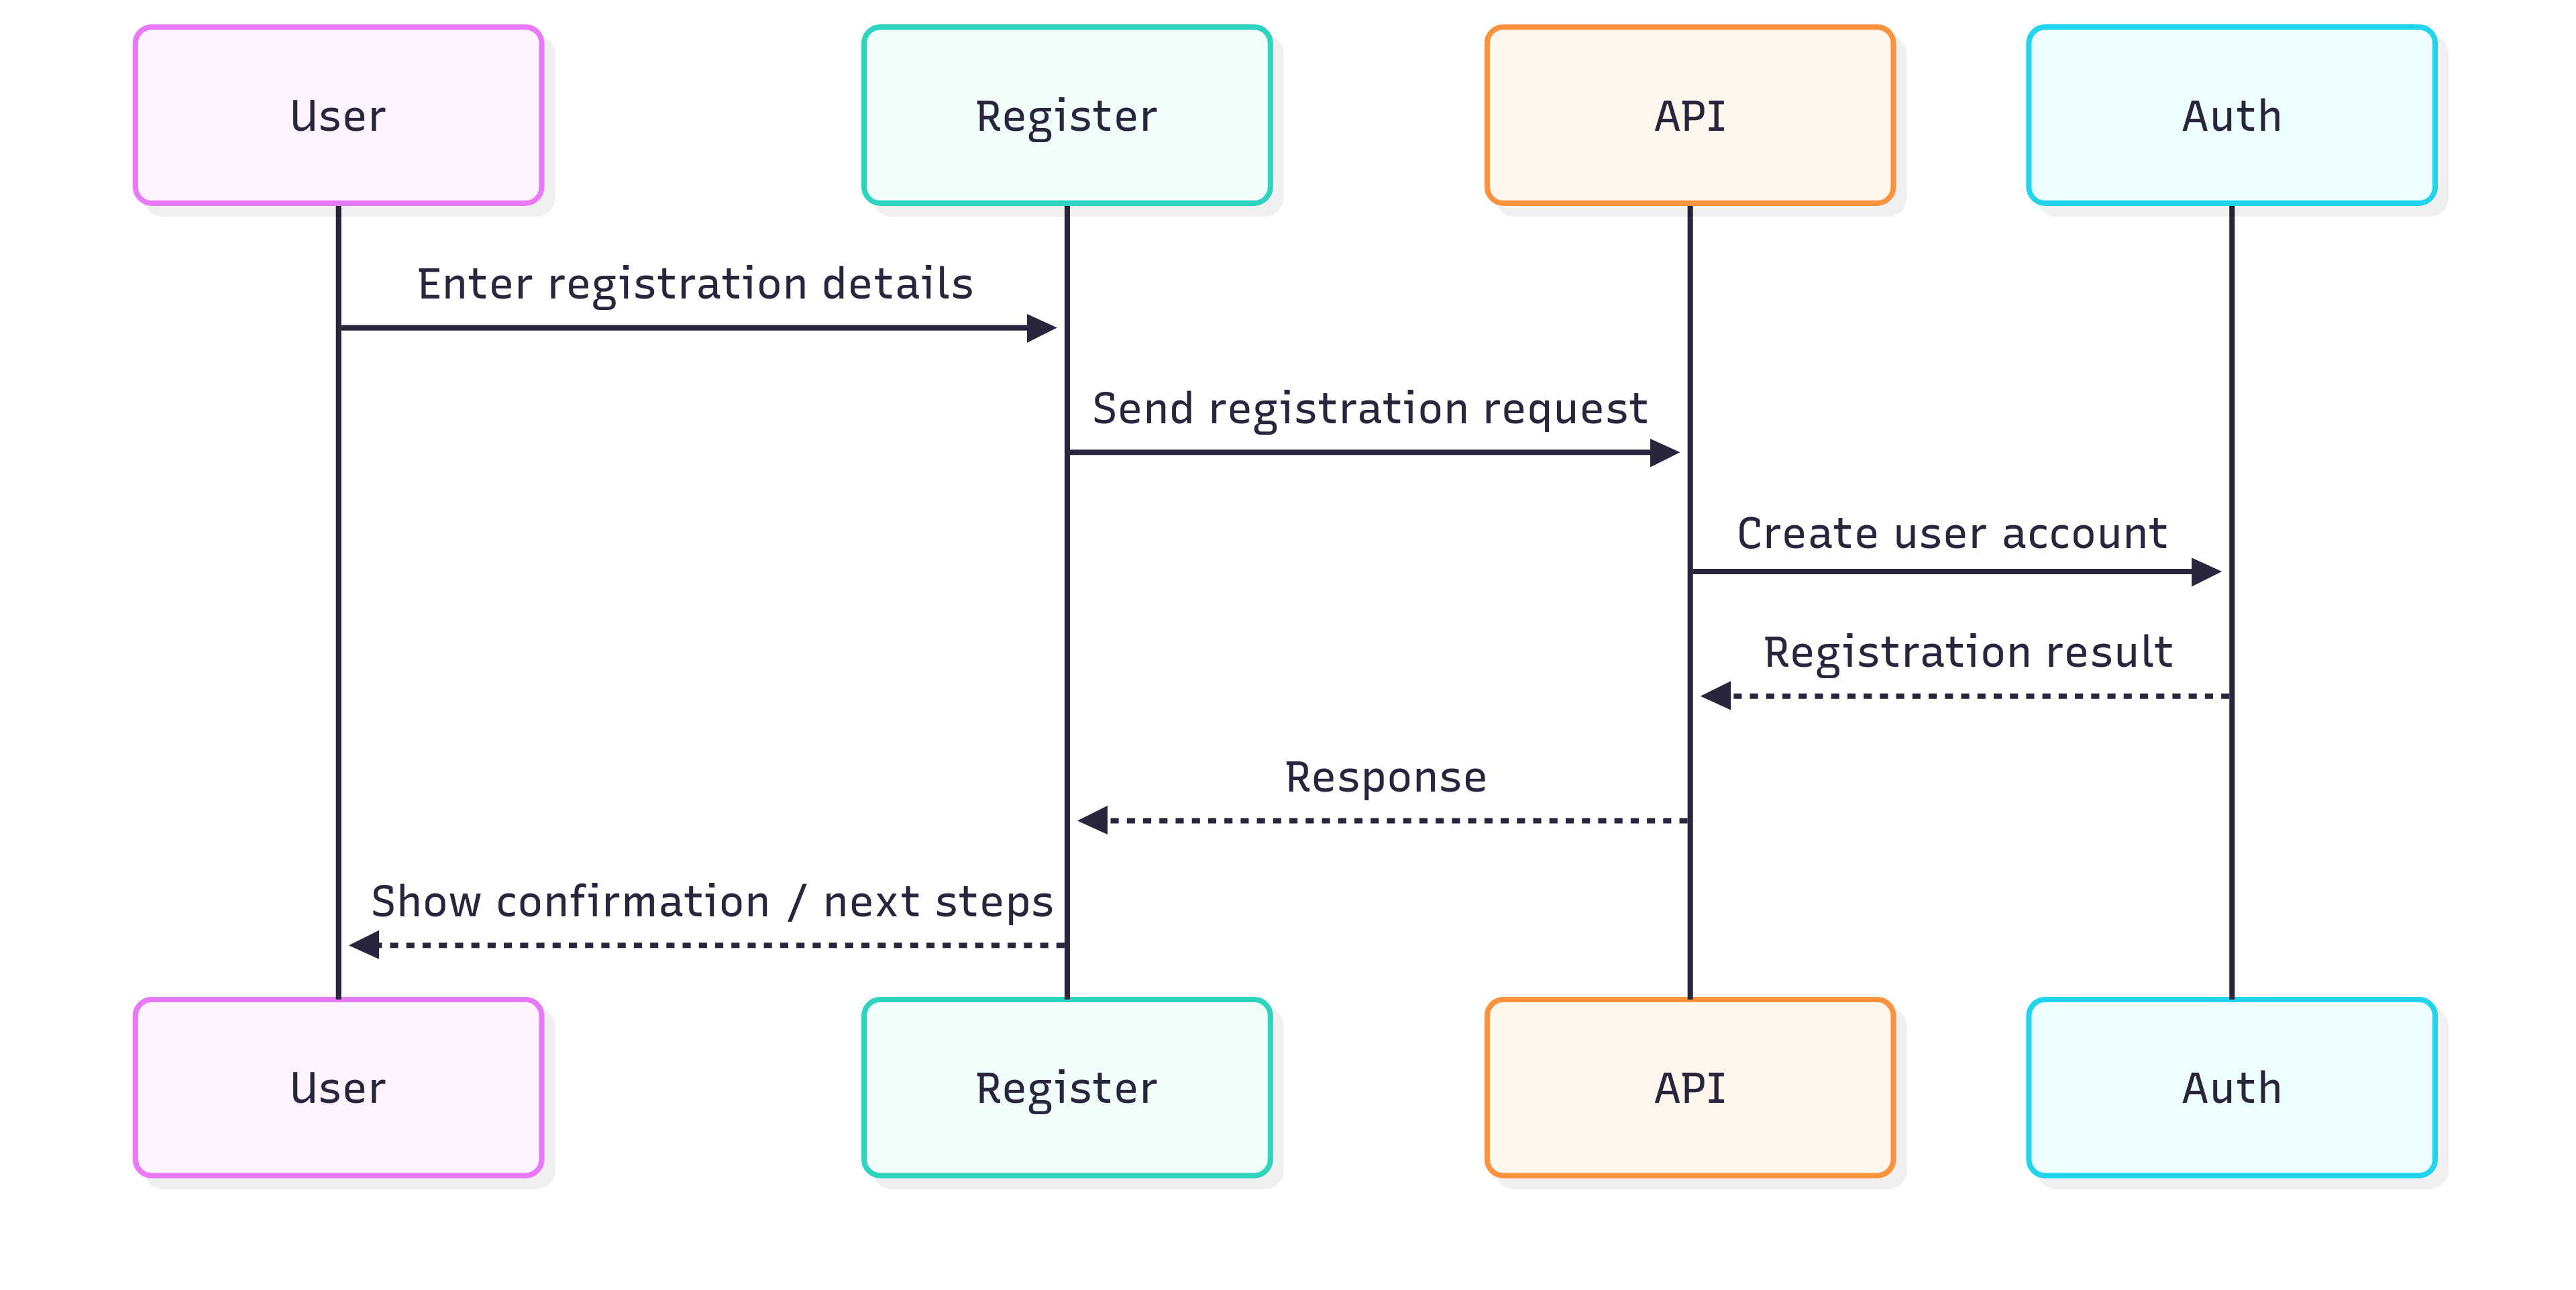 User
Register
API
Auth
Enter registration details
Send registration request
Create user account
Registration result
Response
Show confirmation / next steps
User
Register
API
Auth